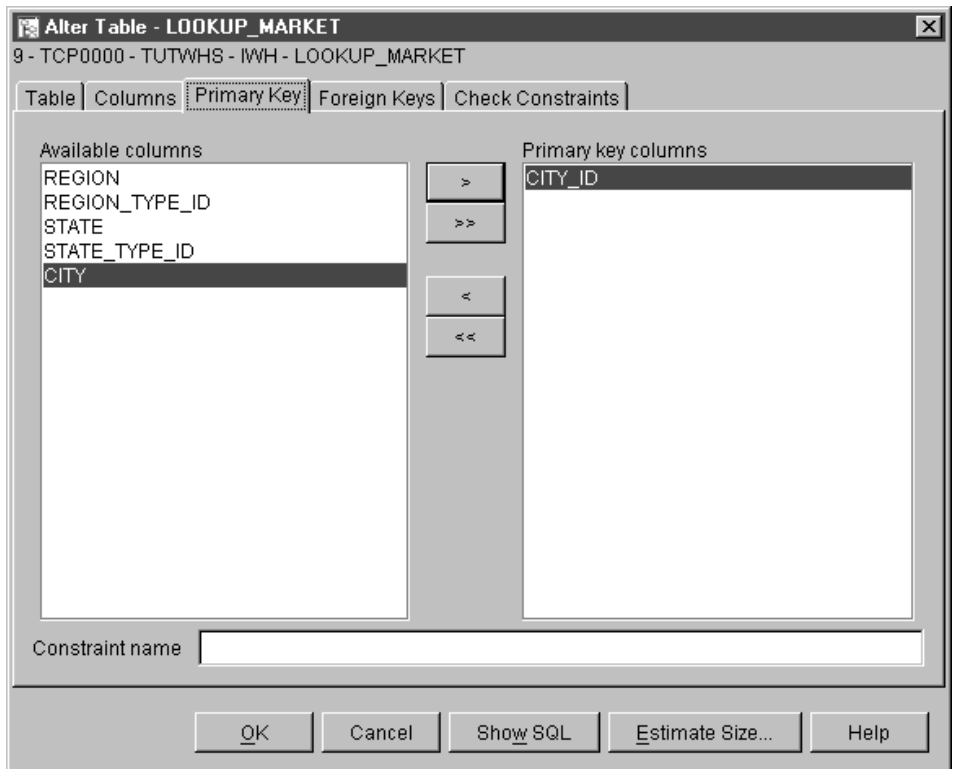 Alter Table - LOOKUP_MARKET
9 - TCP0000 - TUTWHS - IWH - LOOKUP_MARKET
Table Columns Primary Key Foreign Keys Check Constraints
Available columns
REGION
REGION_TYPE_ID
STATE
STATE_TYPE_ID
CITY
>
>>
<
<<
Primary key columns
CITY_ID
Constraint name
OK Cancel Show SQL Estimate Size... Help